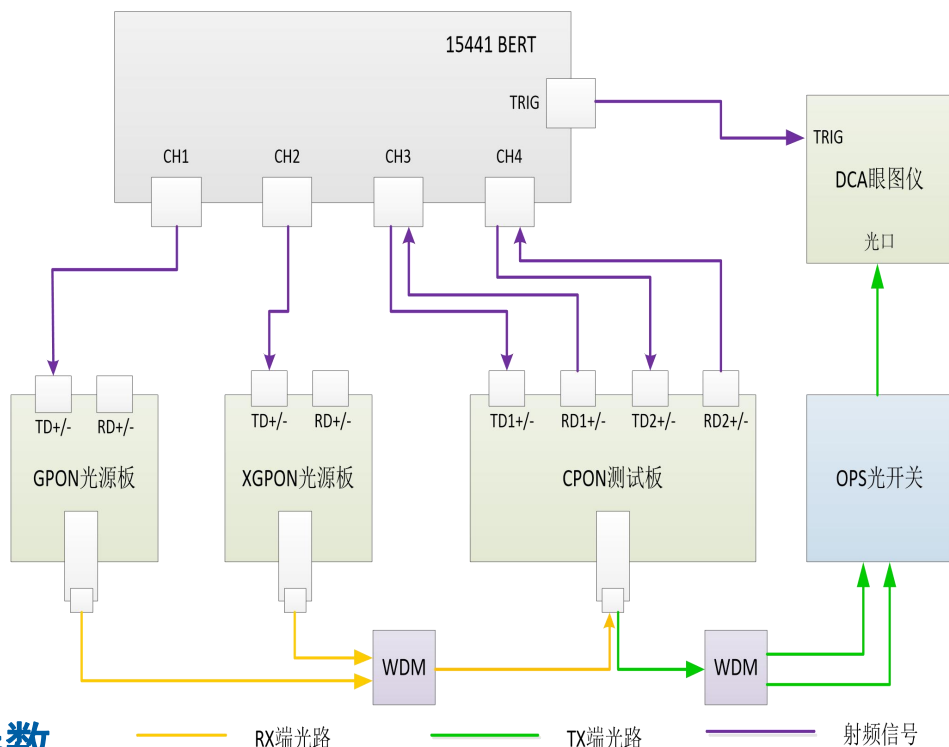 15441 BERT
TRIG
CH1
CH2
CH3
CH4
TRIG
DCA眼图仪
光口
TD+/-
RD+/-
TD+/-
RD+/-
TD1+/-
RD1+/-
TD2+/-
RD2+/-
GPON光源板
XGPON光源板
CPON测试板
OPS光开关
WDM
WDM
数
RX端光路
TX端光路
射频信号